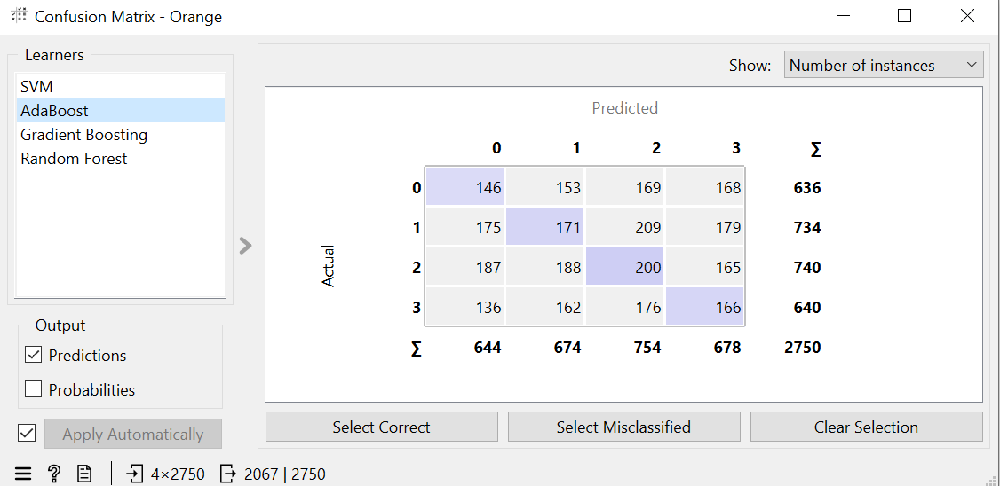 Confusion Matrix - Orange
Learners
SVM
AdaBoost
Gradient Boosting
Random Forest
Output
Predictions
Probabilities
Apply Automatically
Show: Number of instances
Predicted
0 1 2 3 ∑
Actual
0 146 153 169 168 636
1 175 171 209 179 734
2 187 188 200 165 740
3 136 162 176 166 640
∑ 644 674 754 678 2750
Select Correct Select Misclassified Clear Selection
? 4×2750 2067 | 2750